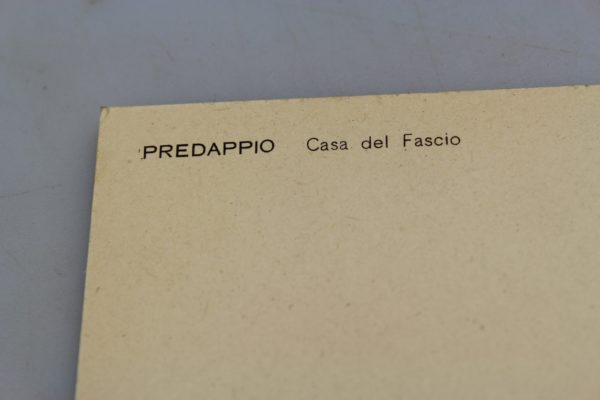 PREDAPPIO Casa del Fascio